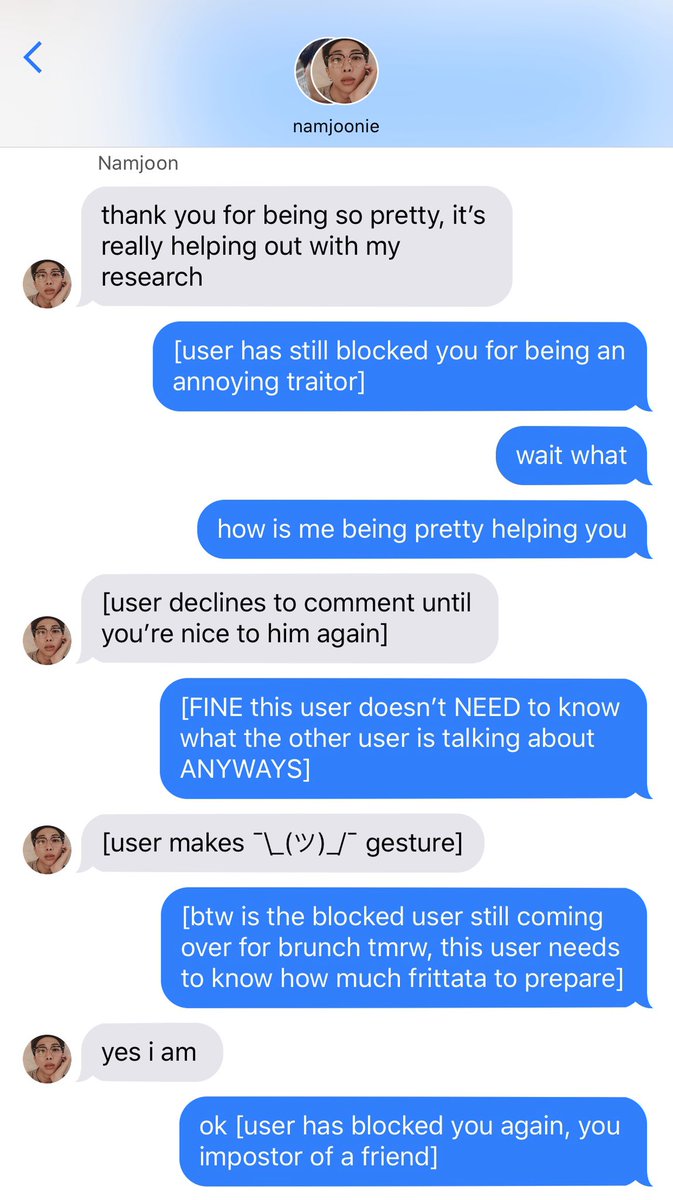 namjoonie
Namjoon
thank you for being so pretty, it’s
really helping out with my
research
[user has still blocked you for being an
annoying traitor]
wait what
how is me being pretty helping you
[user declines to comment until
you’re nice to him again]
[FINE this user doesn’t NEED to know
what the other user is talking about
ANYWAYS]
[user makes ¯\_(ツ)_/¯ gesture]
[btw is the blocked user still coming
over for brunch tmrw, this user needs
to know how much frittata to prepare]
yes i am
ok [user has blocked you again, you
impostor of a friend]